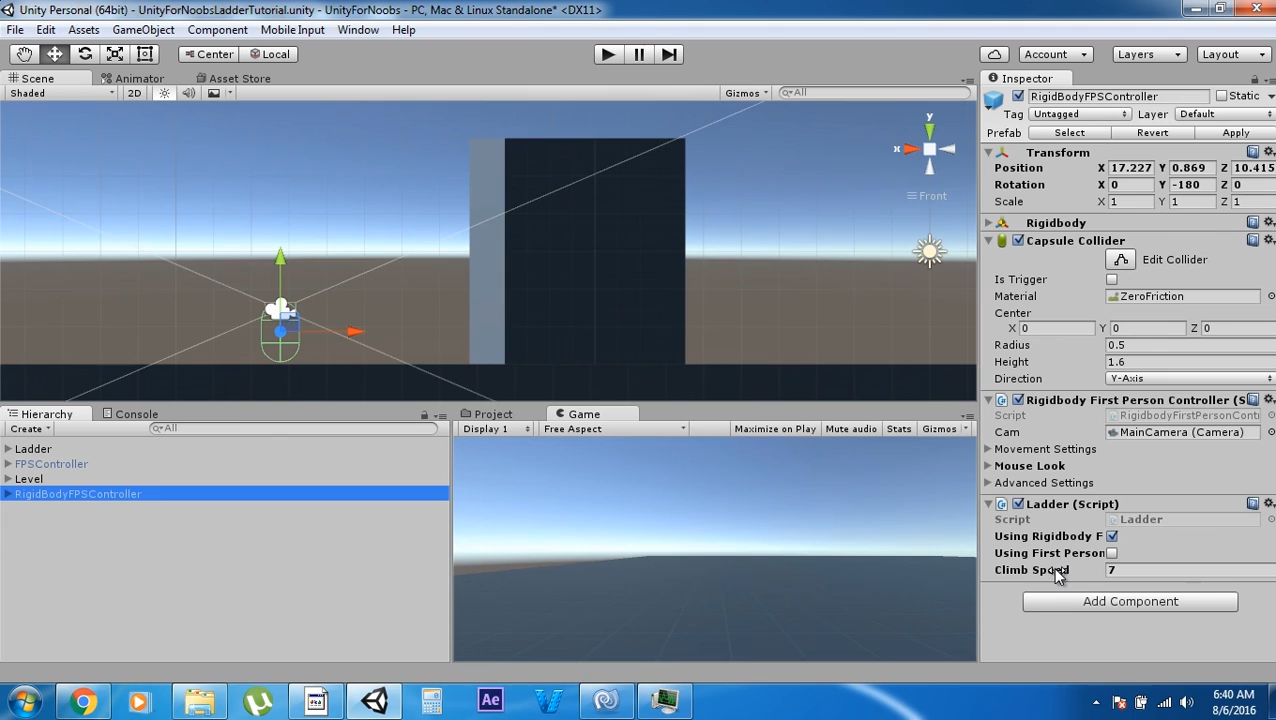 Unity Personal (64bit) - UnityForNoobsLadderTutorial.unity - UnityForNoobs - PC, Mac & Linux Standalone* <DX11>
File Edit Assets GameObject Component Mobile Input Window Help
Center Local Account Layers Layout
Scene Animator Asset Store
Shaded 2D Gizmos All
y
x
Front
Inspector
RigidBodyFPSController Static
Tag Untagged Layer Default
Prefab Select Revert Apply
Transform
Position X 17.227 Y 0.869 Z 10.415
Rotation X 0 Y -180 Z 0
Scale X 1 Y 1 Z 1
Rigidbody
Capsule Collider
Edit Collider
Is Trigger
Material ZeroFriction
Center
X 0 Y 0 Z 0
Radius 0.5
Height 1.6
Direction Y-Axis
Rigidbody First Person Controller (S
Script RigidbodyFirstPersonContr
Cam MainCamera (Camera)
Movement Settings
Mouse Look
Advanced Settings
Ladder (Script)
Script Ladder
Using Rigidbody F
Using First Person
Climb Speed 7
Add Component
Hierarchy Console
Create All
Ladder
FPSController
Level
RigidBodyFPSController
Project Game
Display 1 Free Aspect Maximize on Play Mute audio Stats Gizmos
Ae
6:40 AM
8/6/2016